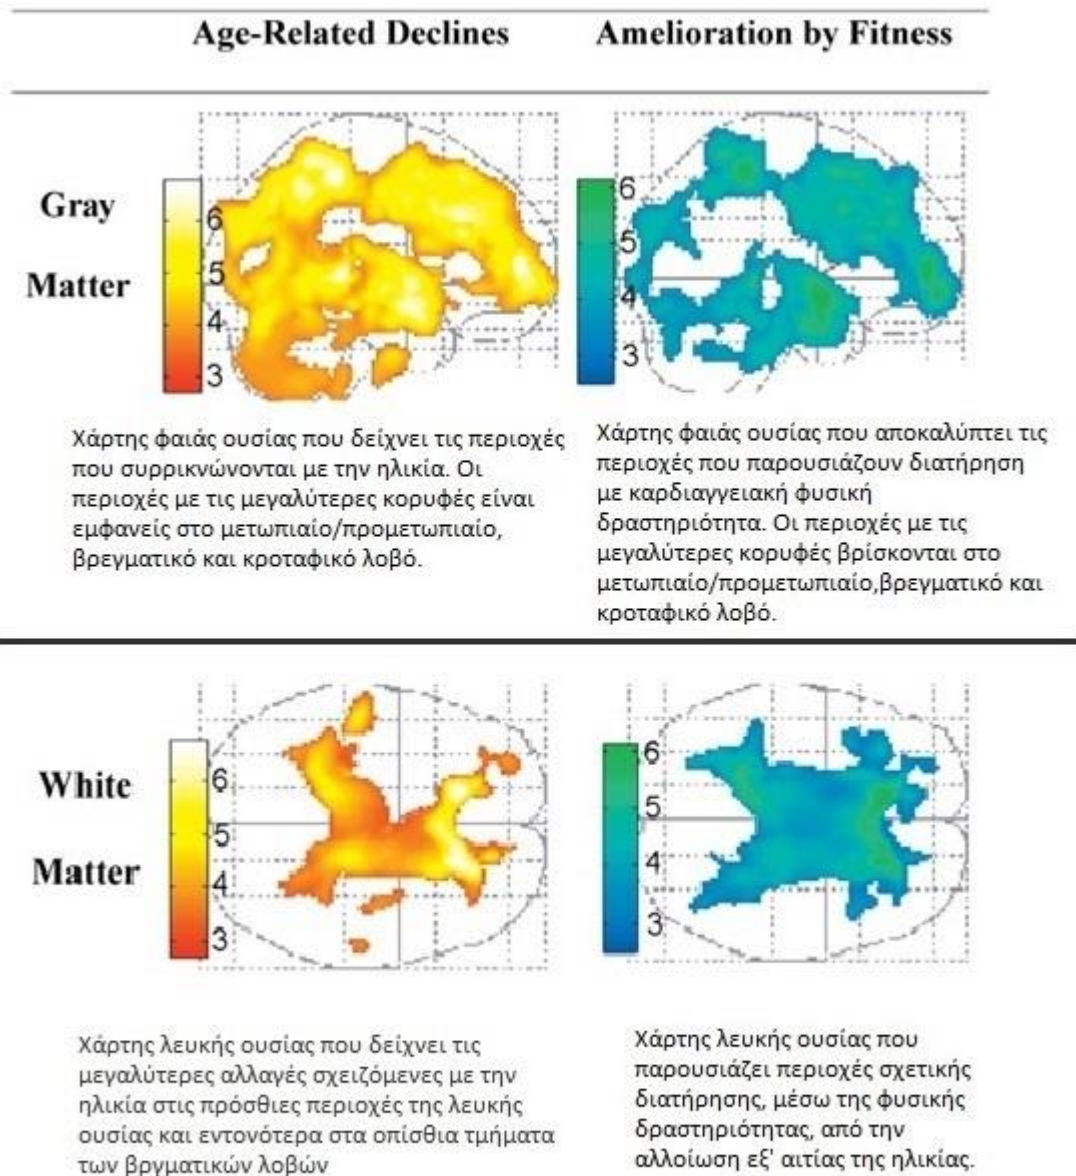 Age-Related Declines
Amelioration by Fitness
Gray
Matter
6
5
4
3
6
5
4
3
Χάρτης φαιάς ουσίας που δείχνει τις περιοχές
που συρρικνώνονται με την ηλικία. Οι
περιοχές με τις μεγαλύτερες κορυφές είναι
εμφανείς στο μετωπιαίο/προμετωπιαίο,
βρεγματικό και κροταφικό λοβό.
Χάρτης φαιάς ουσίας που αποκαλύπτει τις
περιοχές που παρουσιάζουν διατήρηση
με καρδιαγγειακή φυσική
δραστηριότητα. Οι περιοχές με τις
μεγαλύτερες κορυφές βρίσκονται στο
μετωπιαίο/προμετωπιαίο,βρεγματικό και
κροταφικό λοβό.
White
Matter
6
5
4
3
6
5
4
3
Χάρτης λευκής ουσίας που δείχνει τις
μεγαλύτερες αλλαγές σχειζόμενες με την
ηλικία στις πρόσθιες περιοχές της λευκής
ουσίας και εντονότερα στα οπίσθια τμήματα
των βργματικών λοβών
Χάρτης λευκής ουσίας που
παρουσιάζει περιοχές σχετικής
διατήρησης, μέσω της φυσικής
δραστηριότητας, από την
αλλοίωση εξ' αιτίας της ηλικίας.